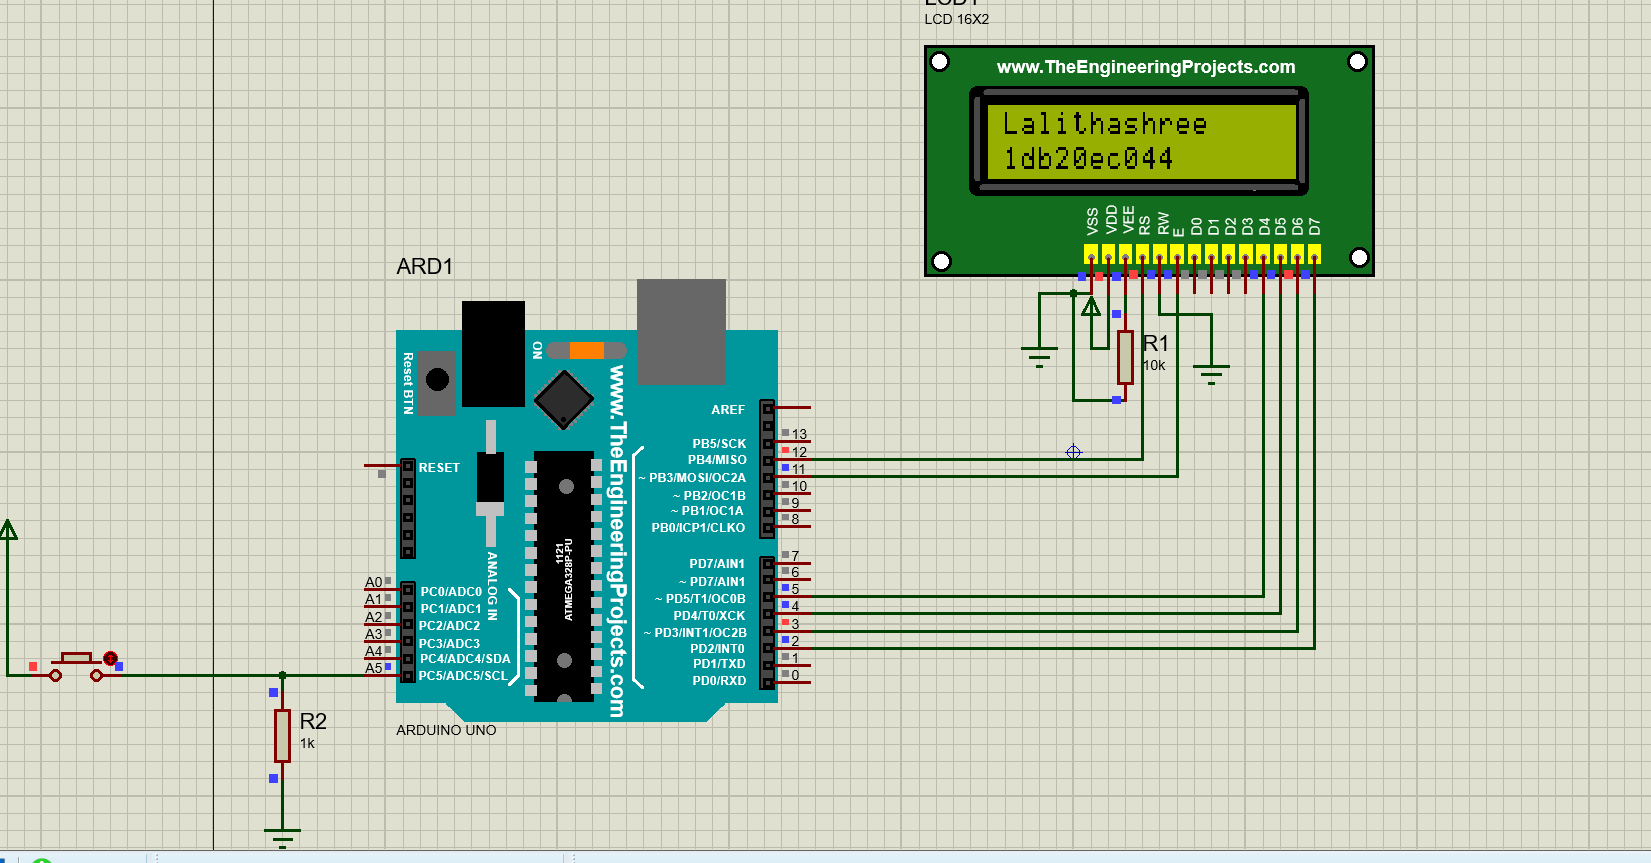 LCD 16X2
www.TheEngineeringProjects.com
Lalithashree
1db20ec044
VSS
VDD
VEE
RS
RW
E
D0
D1
D2
D3
D4
D5
D6
D7
R1
10k
ARD1
Reset BTN
ON
www.TheEngineeringProjects.com
ANALOG IN
1121
ATMEGA328P-PU
RESET
A0 PC0/ADC0
A1 PC1/ADC1
A2 PC2/ADC2
A3 PC3/ADC3
A4 PC4/ADC4/SDA
A5 PC5/ADC5/SCL
AREF
PB5/SCK 13
PB4/MISO 12
~ PB3/MOSI/OC2A 11
~ PB2/OC1B 10
~ PB1/OC1A 9
PB0/ICP1/CLKO 8
PD7/AIN1 7
~ PD7/AIN1 6
~ PD5/T1/OC0B 5
PD4/T0/XCK 4
~ PD3/INT1/OC2B 3
PD2/INT0 2
PD1/TXD 1
PD0/RXD 0
ARDUINO UNO
R2
1k